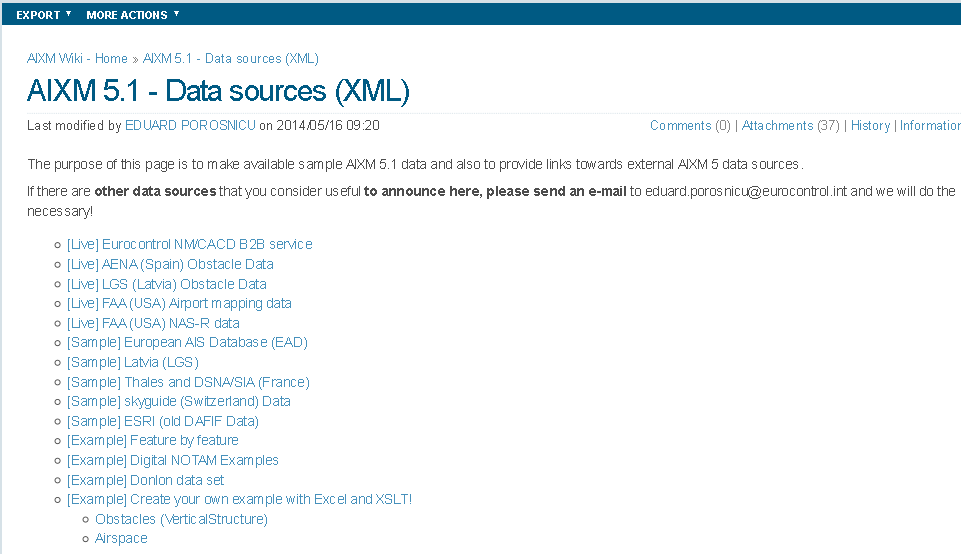 EXPORT MORE ACTIONS
AIXM Wiki - Home » AIXM 5.1 - Data sources (XML)
AIXM 5.1 - Data sources (XML)
Last modified by EDUARD POROSNICU on 2014/05/16 09:20 Comments (0) | Attachments (37) | History | Information
The purpose of this page is to make available sample AIXM 5.1 data and also to provide links towards external AIXM 5 data sources.
If there are other data sources that you consider useful to announce here, please send an e-mail to eduard.porosnicu@eurocontrol.int and we will do the
necessary!
[Live] Eurocontrol NM/CACD B2B service
[Live] AENA (Spain) Obstacle Data
[Live] LGS (Latvia) Obstacle Data
[Live] FAA (USA) Airport mapping data
[Live] FAA (USA) NAS-R data
[Sample] European AIS Database (EAD)
[Sample] Latvia (LGS)
[Sample] Thales and DSNA/SIA (France)
[Sample] skyguide (Switzerland) Data
[Sample] ESRI (old DAFIF Data)
[Example] Feature by feature
[Example] Digital NOTAM Examples
[Example] Donlon data set
[Example] Create your own example with Excel and XSLT!
Obstacles (VerticalStructure)
Airspace